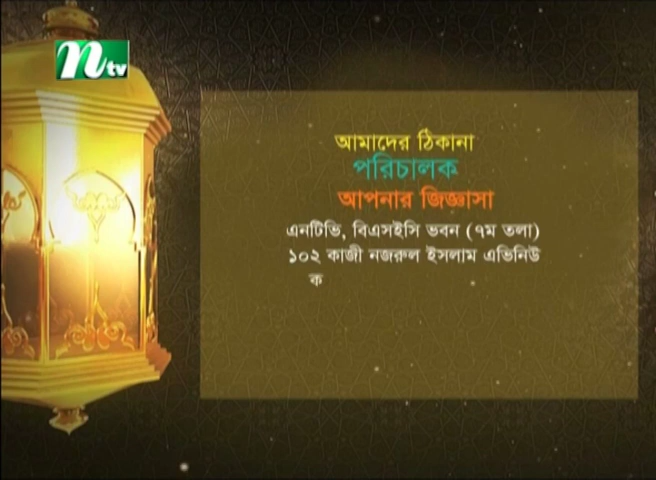 ntv
আমাদের ঠিকানা
পরিচালক
আপনার জিজ্ঞাসা
এনটিভি, বিএসইসি ভবন (৭ম তলা)
১০২ কাজী নজরুল ইসলাম এভিনিউ
ক